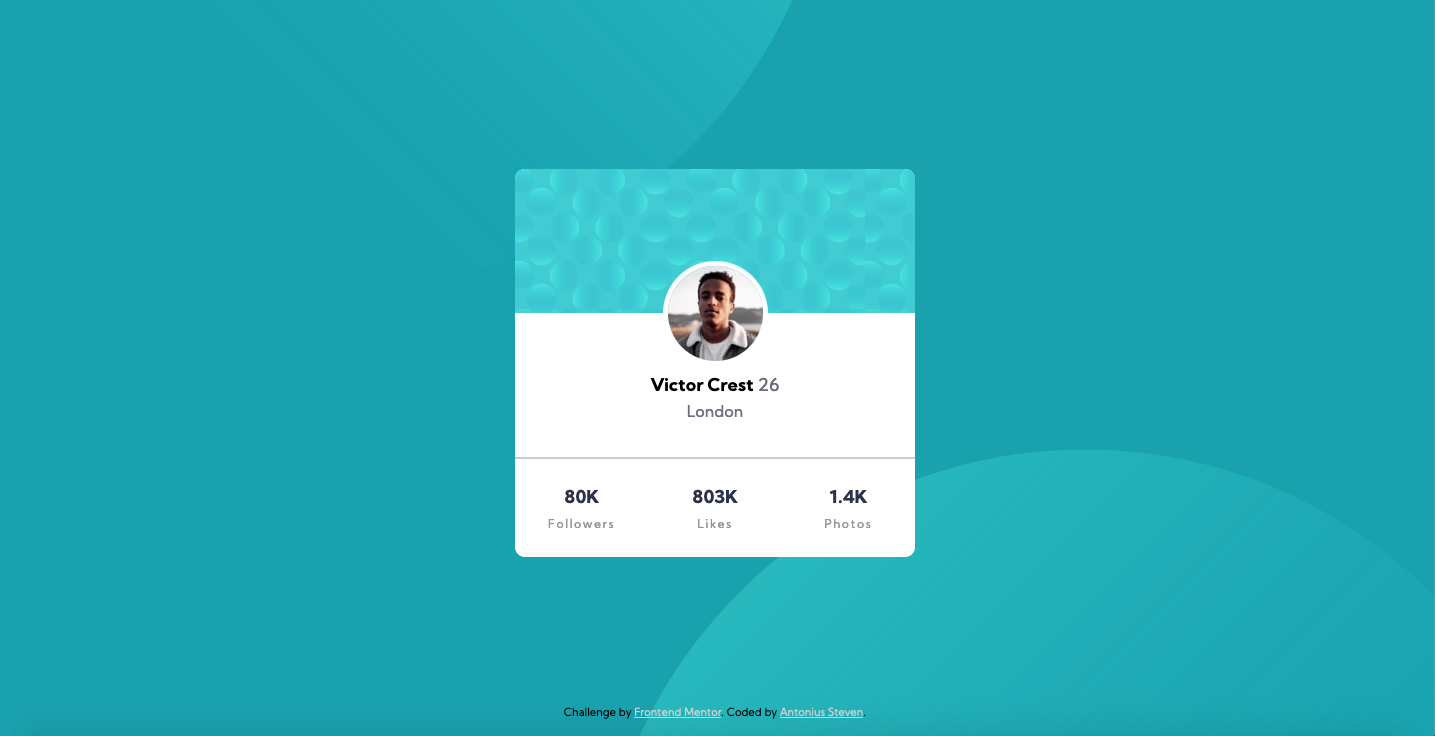 Victor Crest 26
London
80K 803K 1.4K
Followers Likes Photos
Challenge by Frontend Mentor. Coded by Antonius Steven.